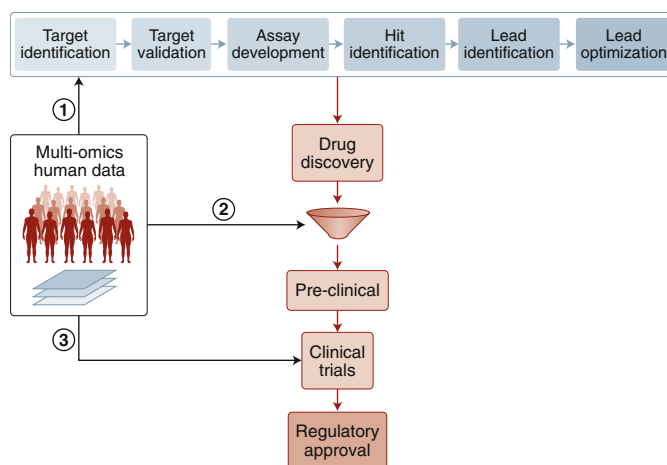 Target
identification
Target
validation
Assay
development
Hit
identification
Lead
identification
Lead
optimization
1
Multi-omics
human data
Drug
discovery
2
Pre-clinical
3
Clinical
trials
Regulatory
approval